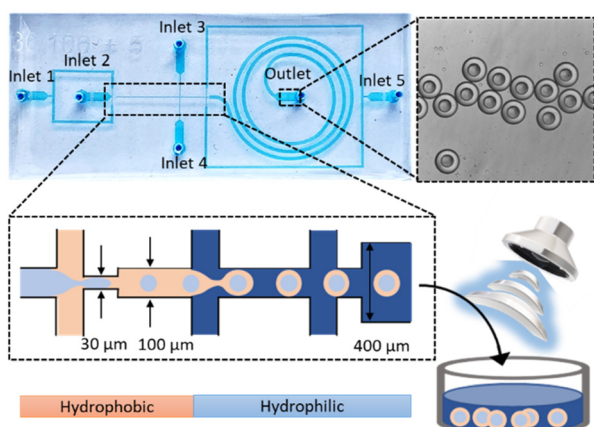 Inlet 3
Inlet 1
Inlet 2
Outlet
Inlet 5
Inlet 4
30 μm
100 μm
400 μm
Hydrophobic
Hydrophilic